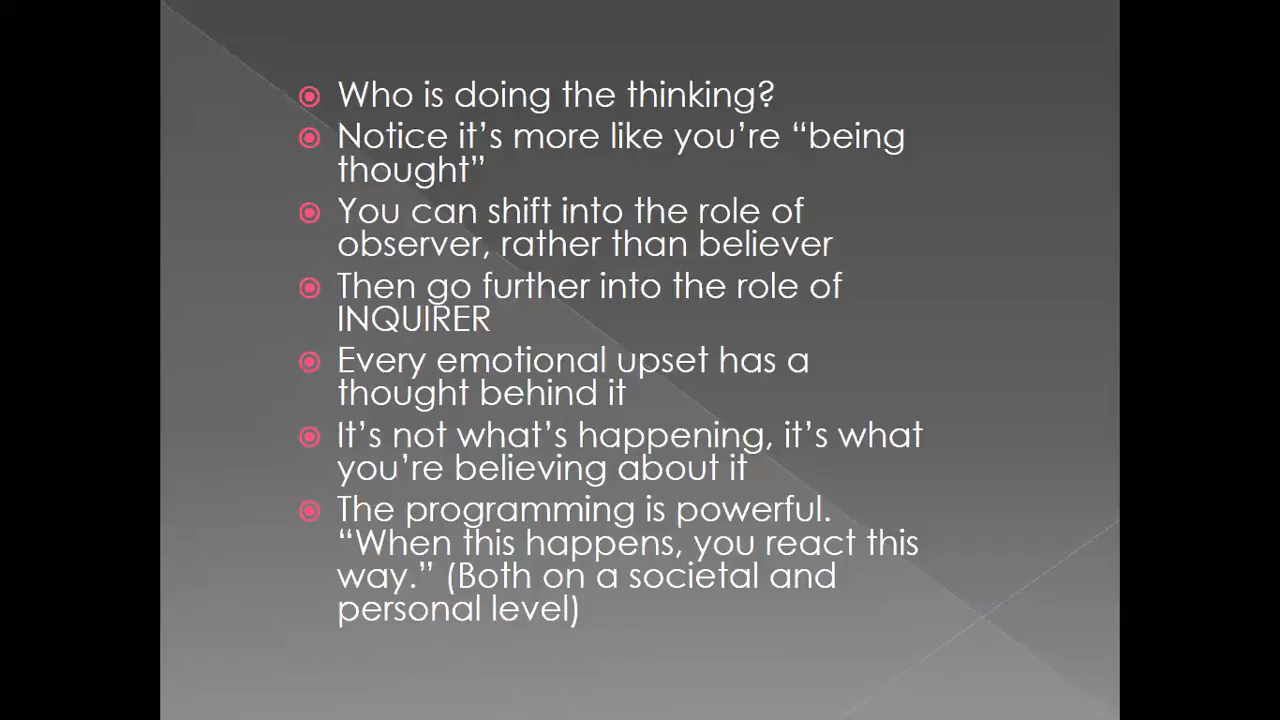 Who is doing the thinking?
Notice it’s more like you’re “being
thought”
You can shift into the role of
observer, rather than believer
Then go further into the role of
INQUIRER
Every emotional upset has a
thought behind it
It’s not what’s happening, it’s what
you’re believing about it
The programming is powerful.
“When this happens, you react this
way.” (Both on a societal and
personal level)